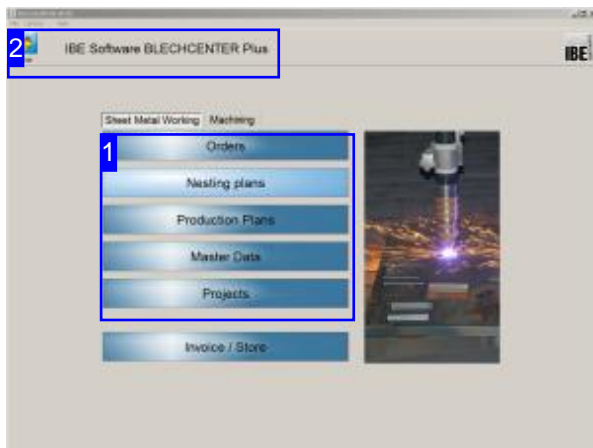 2
IBE Software BLECHCENTER Plus
IBE
Sheet Metal Working Machining
1
Orders
Nesting plans
Production Plans
Master Data
Projects
Invoice / Store